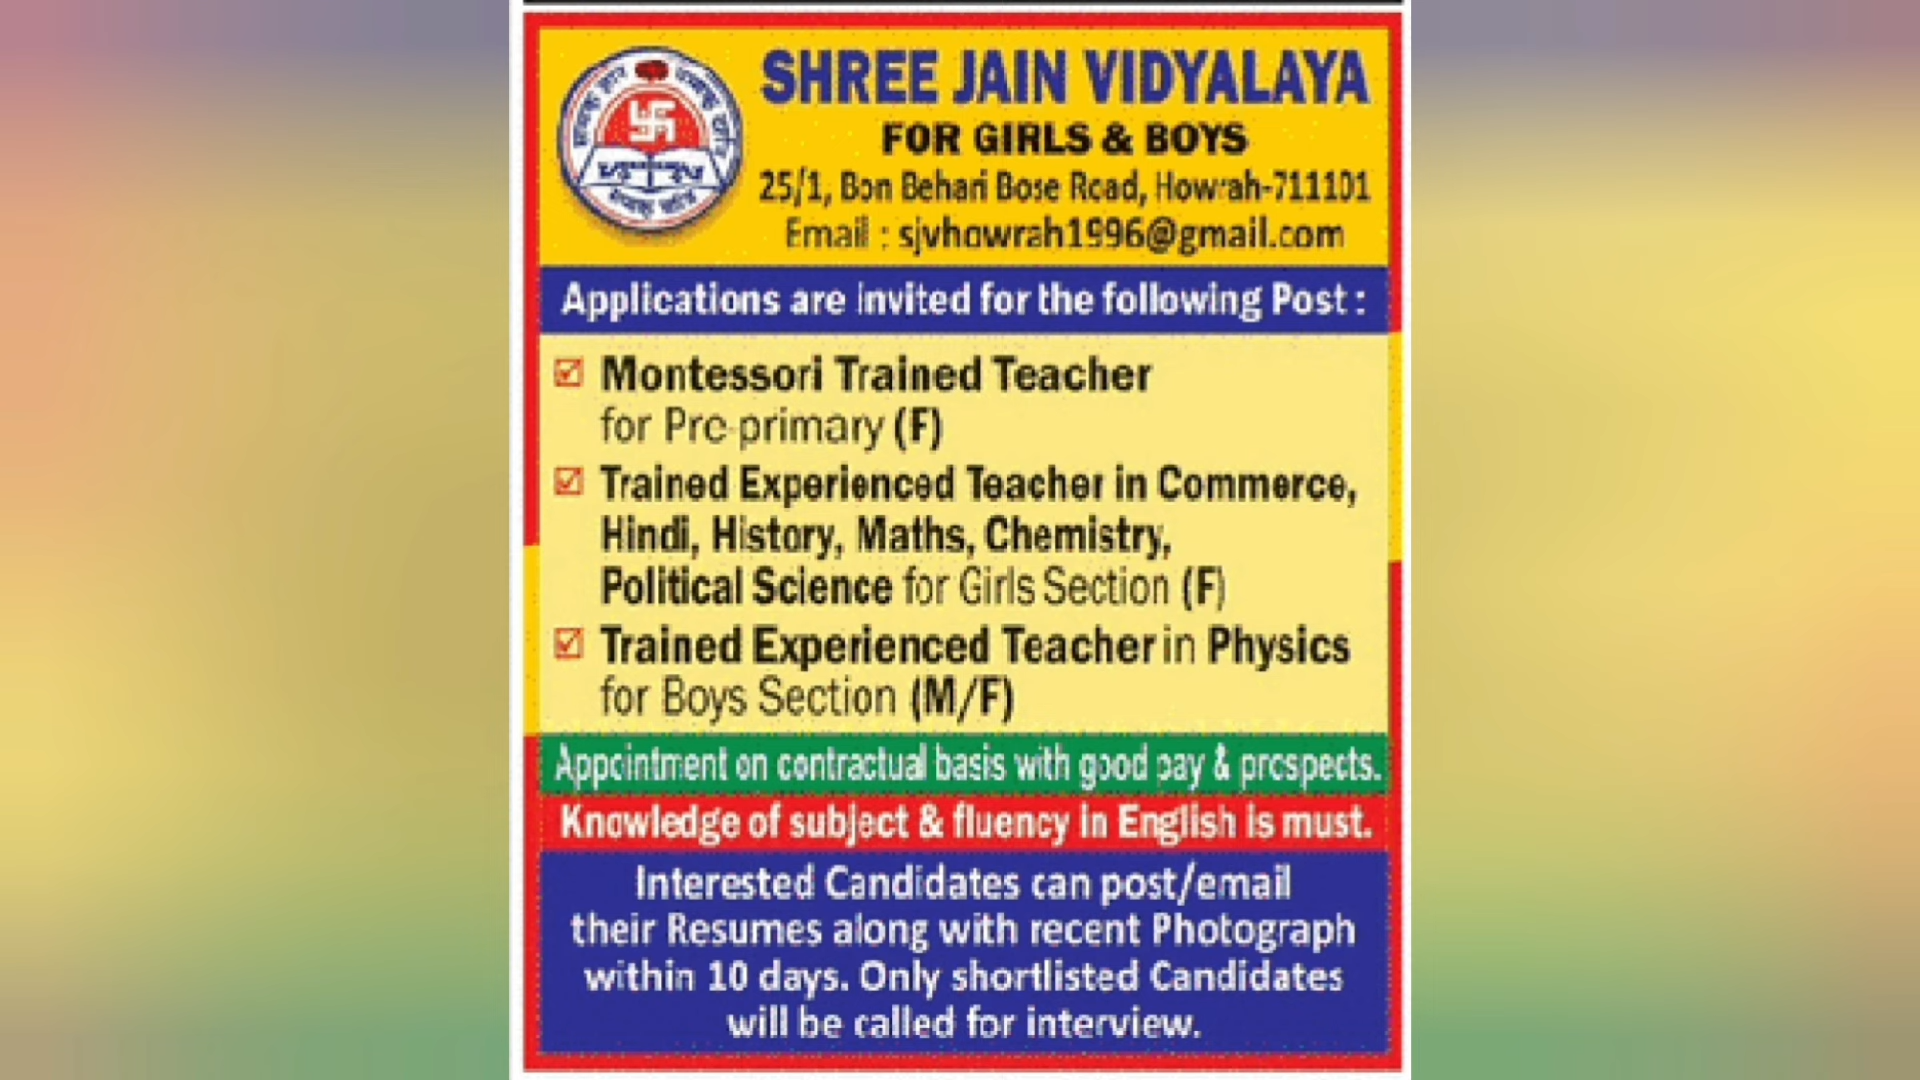 SHREE JAIN VIDYALAYA
FOR GIRLS & BOYS
25/1, Bon Behari Bose Road, Howrah-711101
Email : sjvhowrah1996@gmail.com
Applications are invited for the following Post :
Montessori Trained Teacher
for Pre-primary (F)
Trained Experienced Teacher in Commerce,
Hindi, History, Maths, Chemistry,
Political Science for Girls Section (F)
Trained Experienced Teacher in Physics
for Boys Section (M/F)
Appointment on contractual basis with good pay & prospects.
Knowledge of subject & fluency in English is must.
Interested Candidates can post/email
their Resumes along with recent Photograph
within 10 days. Only shortlisted Candidates
will be called for interview.